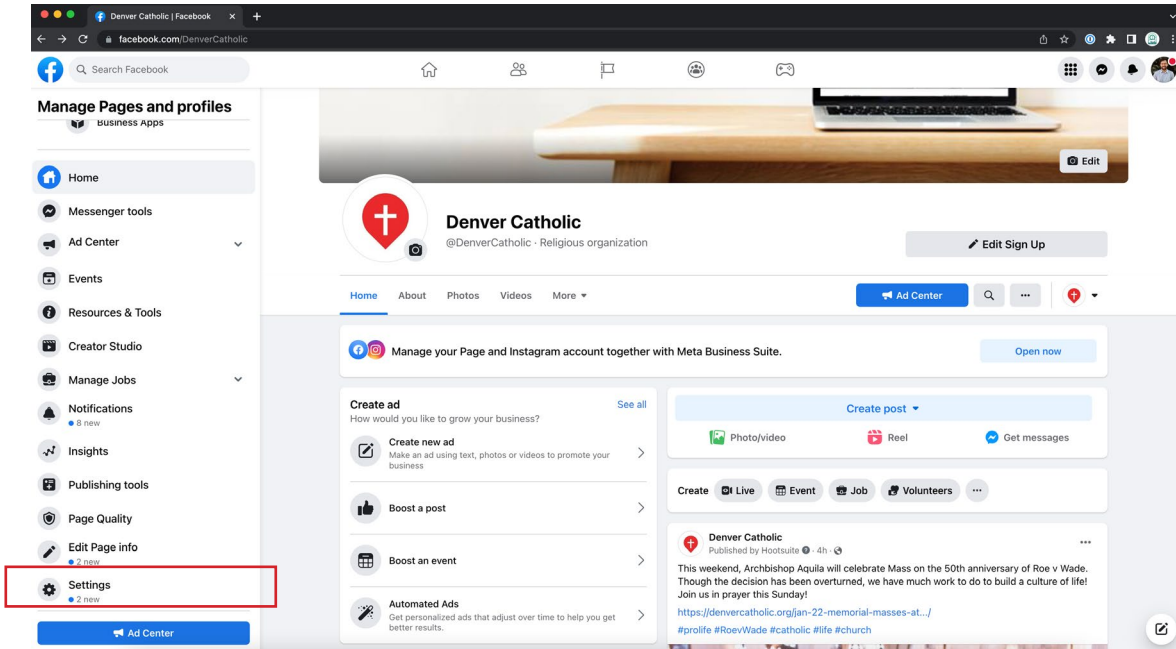 Denver Catholic | Facebook
facebook.com/DenverCatholic
Search Facebook
Manage Pages and profiles
Business Apps
Home
Messenger tools
Ad Center
Events
Resources & Tools
Creator Studio
Manage Jobs
Notifications
8 new
Insights
Publishing tools
Page Quality
Edit Page info
2 new
Settings
2 new
Ad Center
Edit
Denver Catholic
@DenverCatholic · Religious organization
Edit Sign Up
Home About Photos Videos More
Ad Center
Manage your Page and Instagram account together with Meta Business Suite.
Open now
Create ad
See all
How would you like to grow your business?
Create new ad
Make an ad using text, photos or videos to promote your
business
Boost a post
Boost an event
Automated Ads
Get personalized ads that adjust over time to help you get
better results.
Create post
Photo/video Reel Get messages
Create Live Event Job Volunteers
Denver Catholic
Published by Hootsuite · 4h ·
This weekend, Archbishop Aquila will celebrate Mass on the 50th anniversary of Roe v Wade.
Though the decision has been overturned, we have much work to do to build a culture of life!
Join us in prayer this Sunday!
https://denvercatholic.org/jan-22-memorial-masses-at.../
#prolife #RoevWade #catholic #life #church